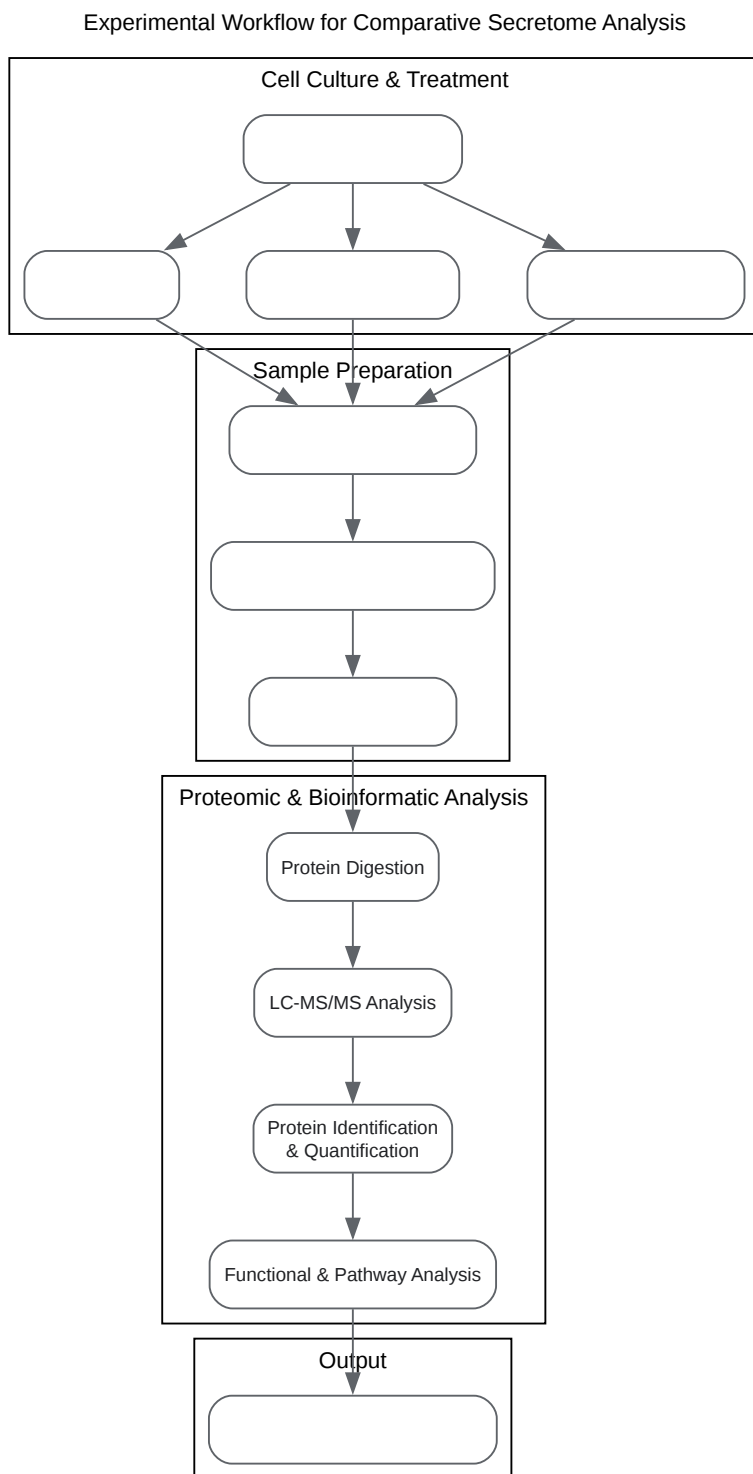 Experimental Workflow for Comparative Secretome Analysis
Cell Culture & Treatment
Sample Preparation
Proteomic & Bioinformatic Analysis
Protein Digestion
LC-MS/MS Analysis
Protein Identification
& Quantification
Functional & Pathway Analysis
Output